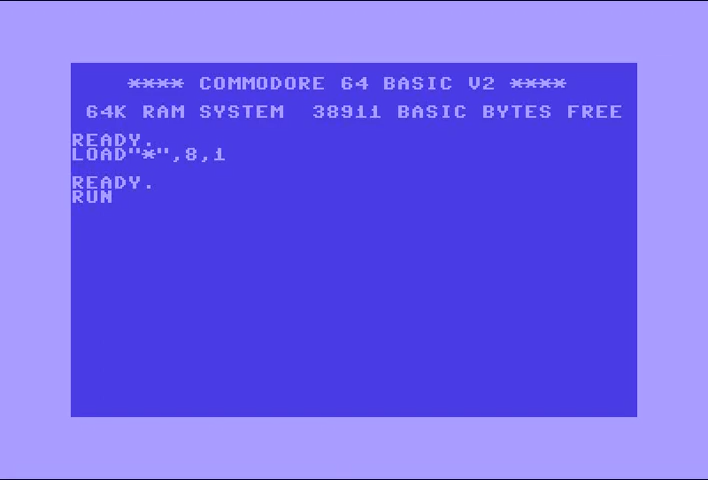 **** COMMODORE 64 BASIC V2 ****
64K RAM SYSTEM  38911 BASIC BYTES FREE
READY.
LOAD"*",8,1
READY.
RUN